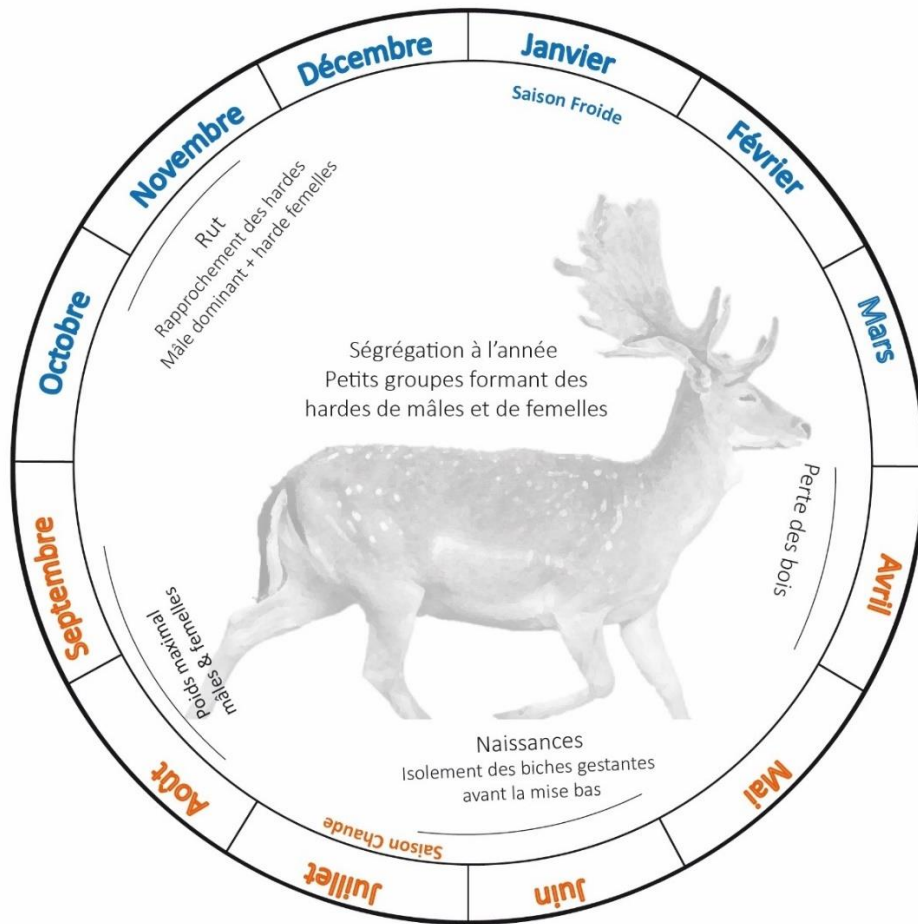 Janvier
Février
Mars
Avril
Mai
Juin
Juillet
Août
Septembre
Octobre
Novembre
Décembre
Saison Froide
Rut
Rapprochement des hardes
Mâle dominant + harde femelles
Ségrégation à l'année
Petits groupes formant des
hardes de mâles et de femelles
Perte des bois
Poids maximal
mâles & femelles
Naissances
Isolement des biches gestantes
avant la mise bas
Saison Chaude